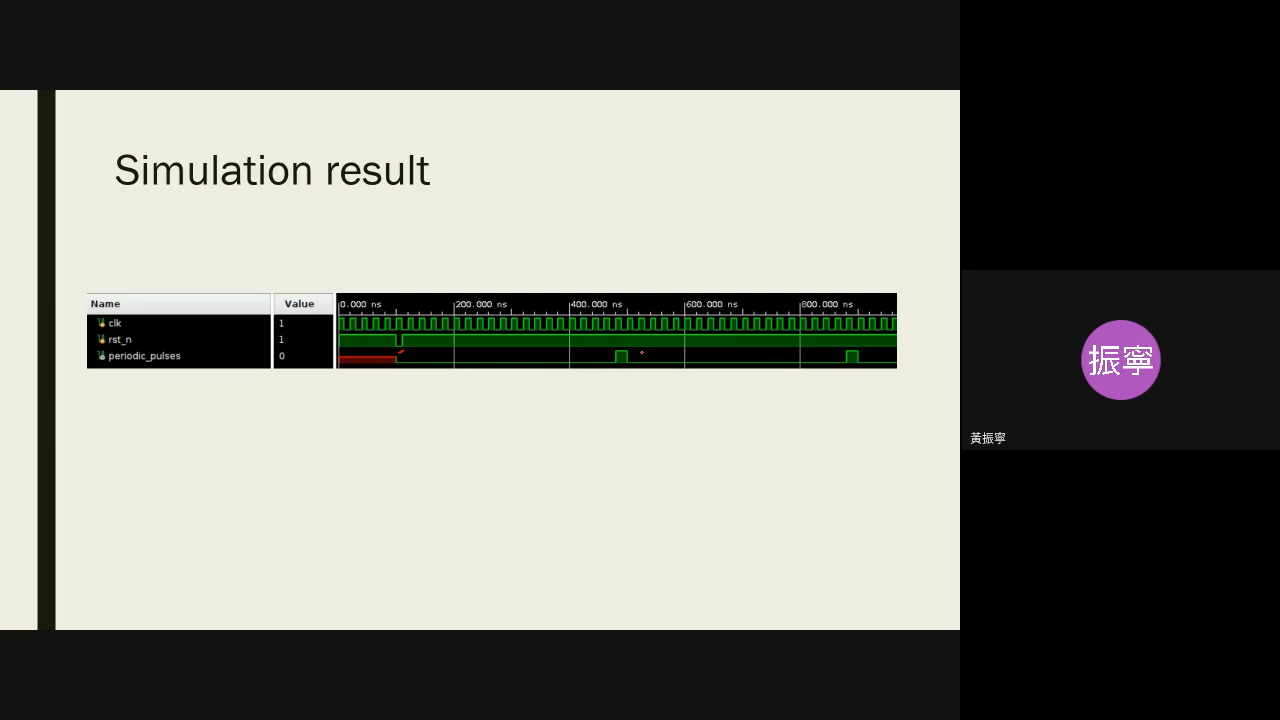 Simulation result
Name Value 0.000 ns 200.000 ns 400.000 ns 600.000 ns 800.000 ns
clk 1
rst_n 1
periodic_pulses 0
振寧
黃振寧